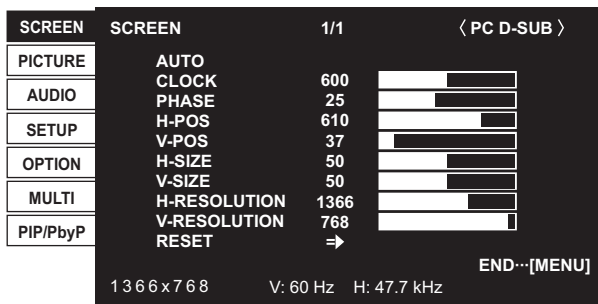 SCREEN
PICTURE
AUDIO
SETUP
OPTION
MULTI
PIP/PbyP
SCREEN 1/1 〈 PC D-SUB 〉
AUTO
CLOCK 600
PHASE 25
H-POS 610
V-POS 37
H-SIZE 50
V-SIZE 50
H-RESOLUTION 1366
V-RESOLUTION 768
RESET
END···[MENU]
1366x768 V: 60 Hz H: 47.7 kHz